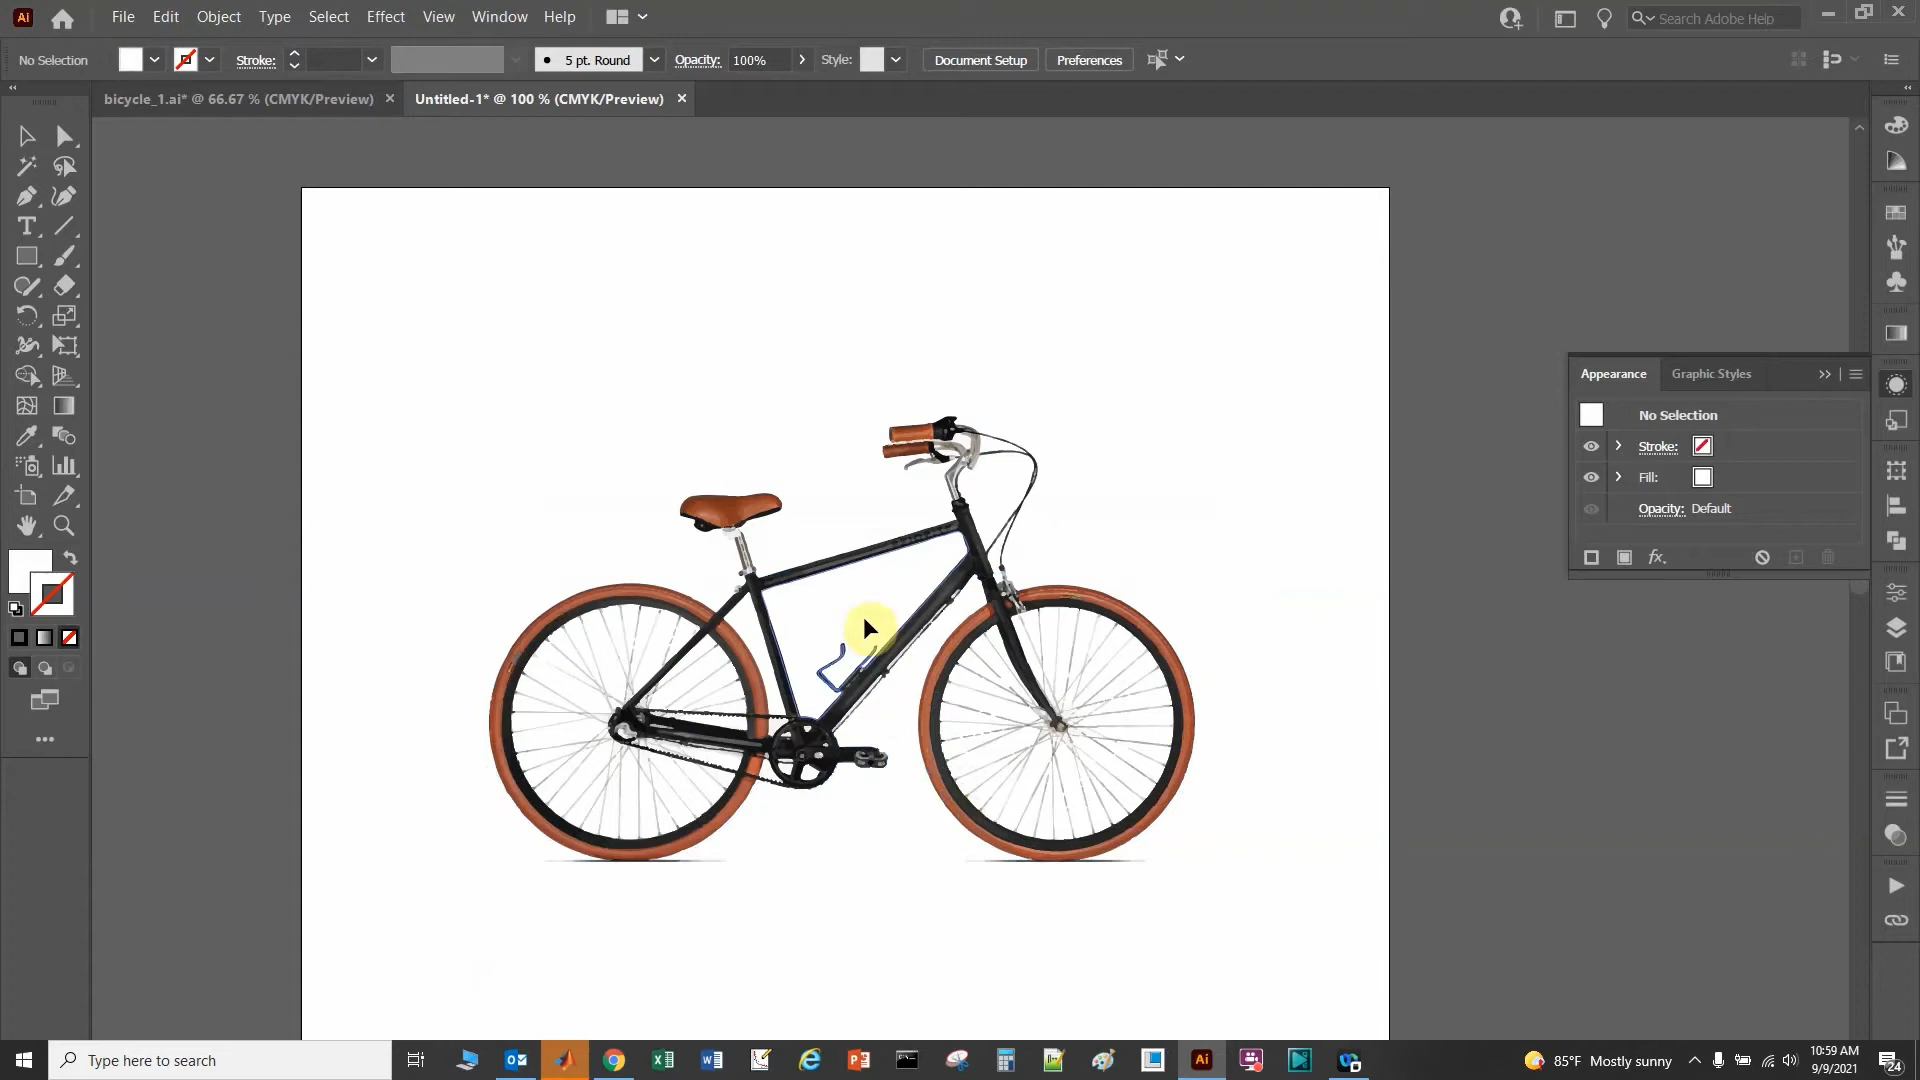 Ai File Edit Object Type Select Effect View Window Help Search Adobe Help
No Selection Stroke: 5 pt. Round Opacity: 100% Style: Document Setup Preferences
bicycle_1.ai* @ 66.67 % (CMYK/Preview) Untitled-1* @ 100 % (CMYK/Preview)
Appearance Graphic Styles
No Selection
Stroke:
Fill:
Opacity: Default
fx.
Type here to search Ai 85°F Mostly sunny 10:59 AM
9/9/2021 24